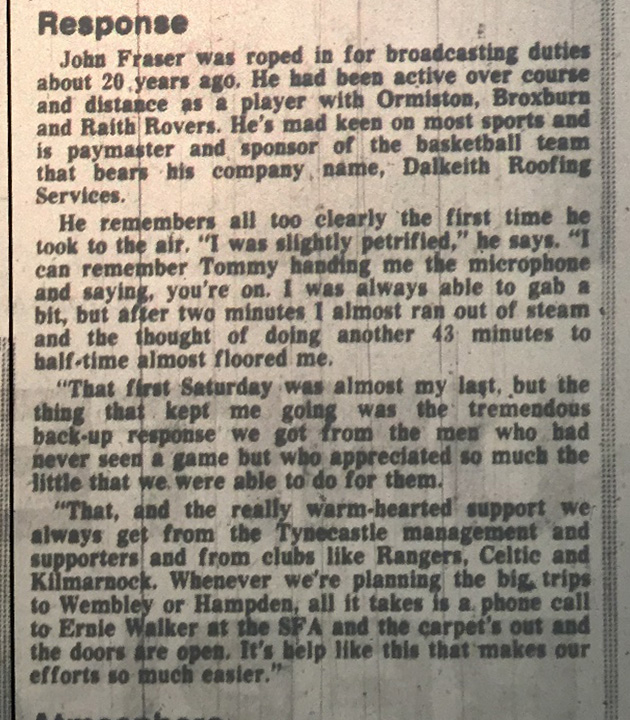 Response
John Fraser was roped in for broadcasting duties
about 20 years ago. He had been active over course
and distance as a player with Ormiston, Broxburn
and Raith Rovers. He's mad keen on most sports and
is paymaster and sponsor of the basketball team
that bears his company name, Dalkeith Roofing
Services.
He remembers all too clearly the first time he
took to the air. "I was slightly petrified," he says. "I
can remember Tommy handing me the microphone
and saying, you're on. I was always able to gab a
bit, but after two minutes I almost ran out of steam
and the thought of doing another 43 minutes to
half-time almost floored me.
"That first Saturday was almost my last, but the
thing that kept me going was the tremendous
back-up response we got from the men who had
never seen a game but who appreciated so much the
little that we were able to do for them.
"That, and the really warm-hearted support we
always get from the Tynecastle management and
supporters and from clubs like Rangers, Celtic and
Kilmarnock. Whenever we're planning the big trips
to Wembley or Hampden, all it takes is a phone call
to Ernie Walker at the SFA and the carpet's out and
the doors are open. It's help like this that makes our
efforts so much easier."